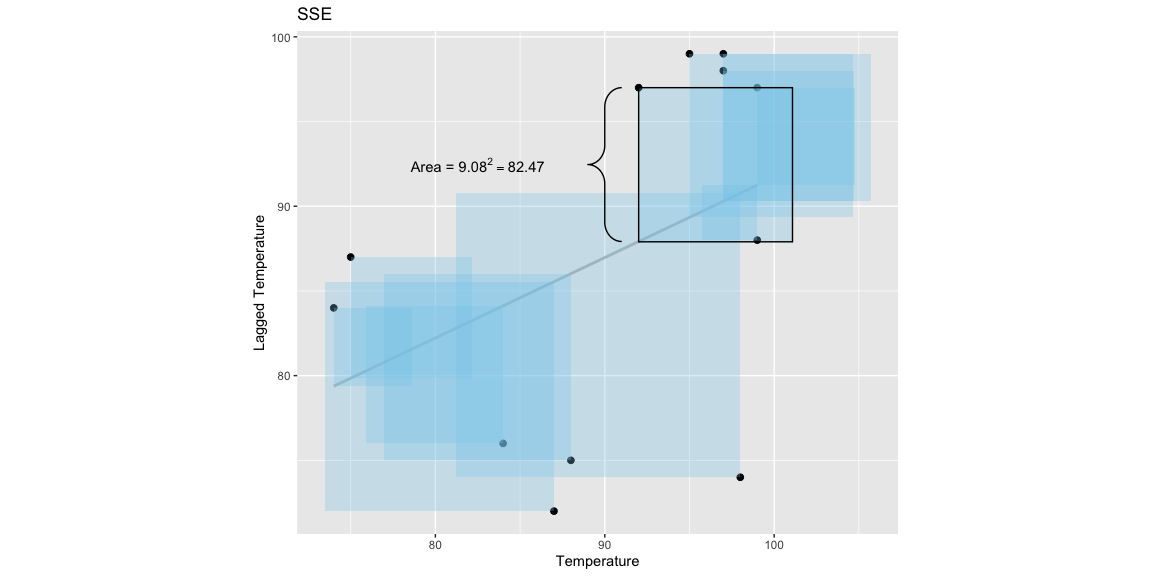 SSE
100
90
80
Area = 9.08² = 82.47
Lagged Temperature
80
90
100
Temperature